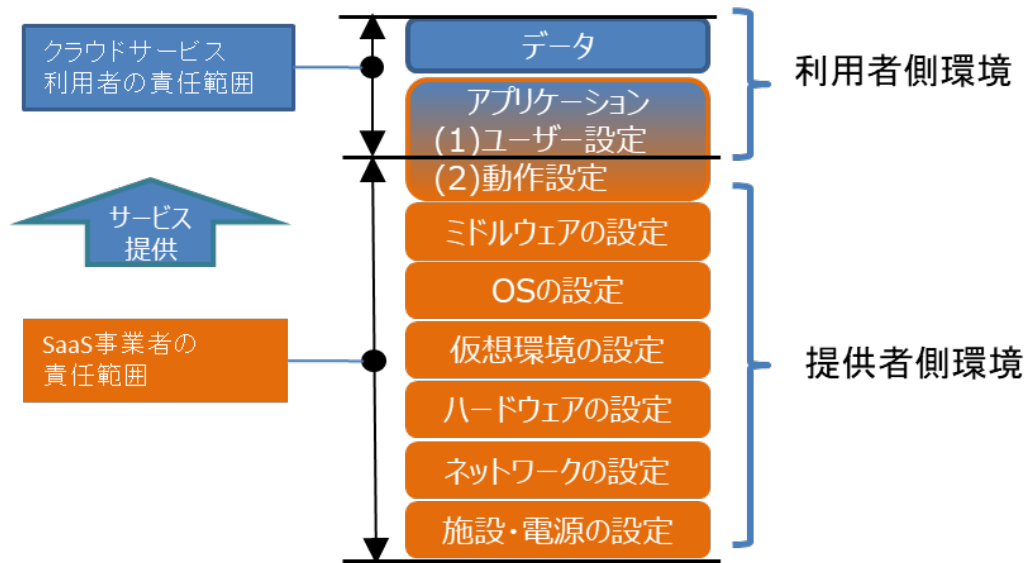 クラウドサービス
利用者の責任範囲
データ
利用者側環境
アプリケーション
(1)ユーザー設定
(2)動作設定
サービス
提供
ミドルウェアの設定
OSの設定
SaaS事業者の
責任範囲
仮想環境の設定
提供者側環境
ハードウェアの設定
ネットワークの設定
施設・電源の設定